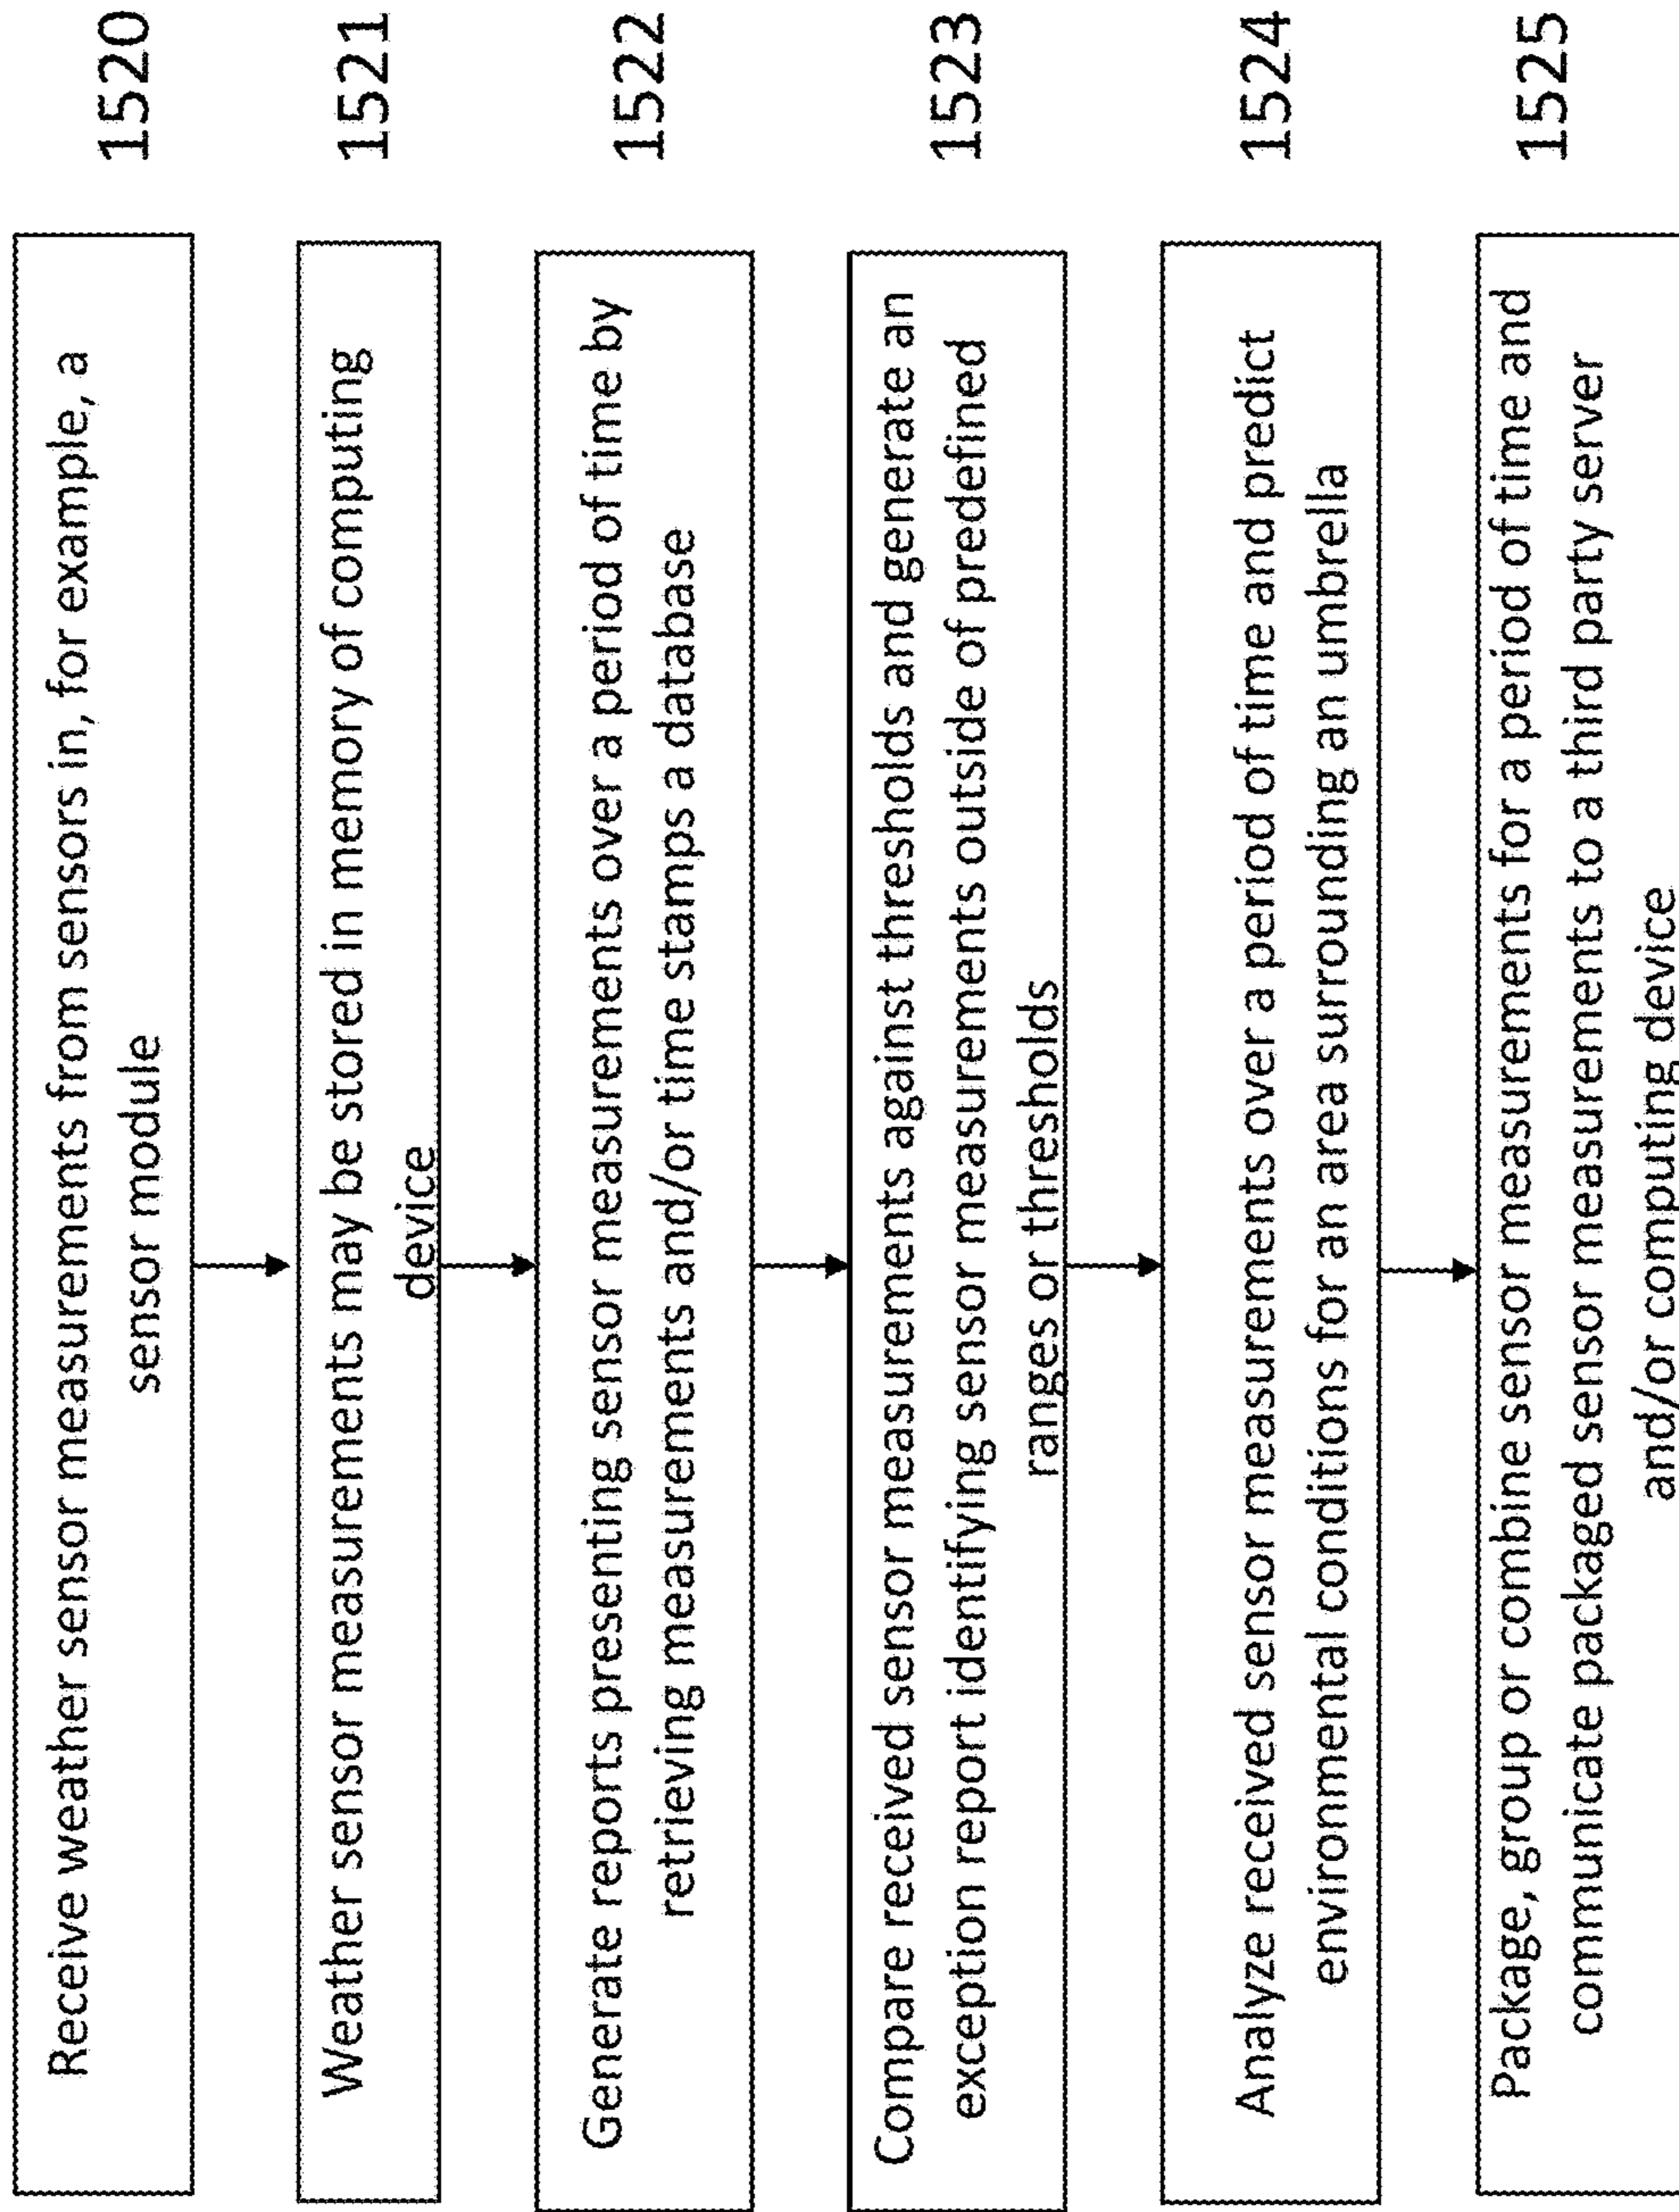 Receive weather sensor measurements from sensors in, for example, a
sensor module
1520
Weather sensor measurements may be stored in memory of computing
device
1521
Generate reports presenting sensor measurements over a period of time by
retrieving measurements and/or time stamps a database
1522
Compare received sensor measurements against thresholds and generate an
exception report identifying sensor measurements outside of predefined
ranges or thresholds
1523
Analyze received sensor measurements over a period of time and predict
environmental conditions for an area surrounding an umbrella
1524
Package, group or combine sensor measurements for a period of time and
communicate packaged sensor measurements to a third party server
and/or computing device
1525